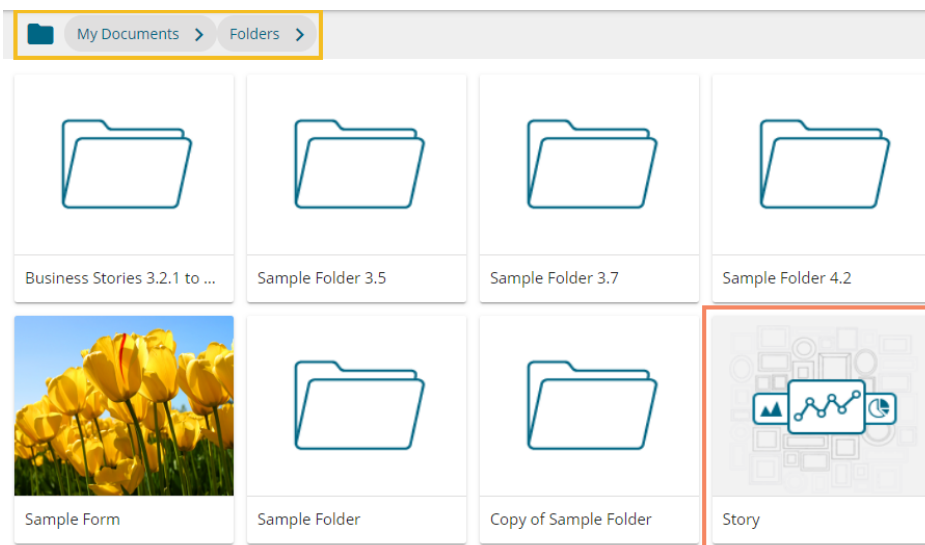 My Documents
Folders
Business Stories 3.2.1 to ...
Sample Folder 3.5
Sample Folder 3.7
Sample Folder 4.2
Sample Form
Sample Folder
Copy of Sample Folder
Story